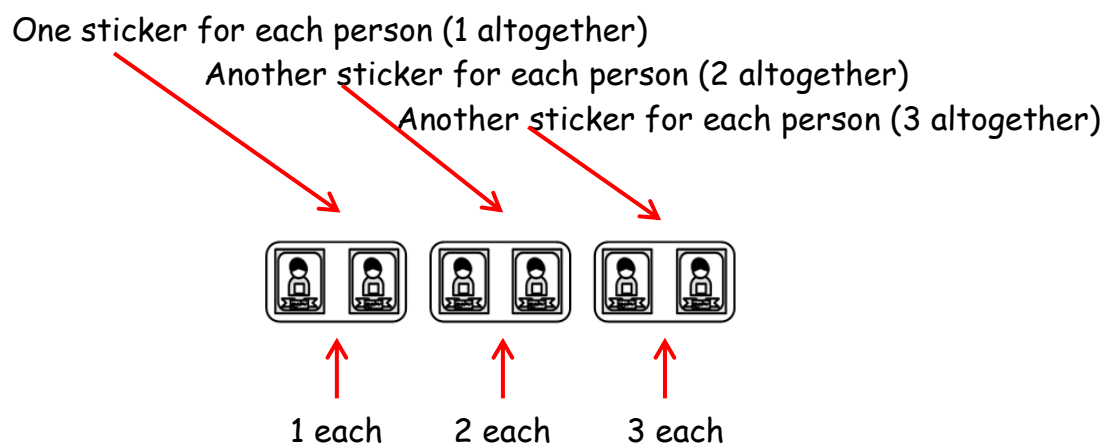 One sticker for each person (1 altogether)
Another sticker for each person (2 altogether)
Another sticker for each person (3 altogether)
1 each 2 each 3 each